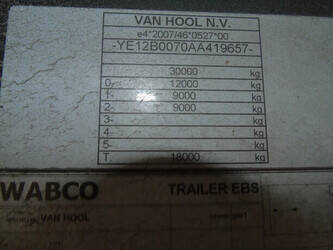 VAN HOOL N.V.
e4*2007/46*0527*00
-YE12B0070AA419657-
30000 kg
0- 12000 kg
1- 9000 kg
2- 9000 kg
3- kg
4- kg
5- kg
T. 18000 kg
WABCO TRAILER EBS
VAN HOOL